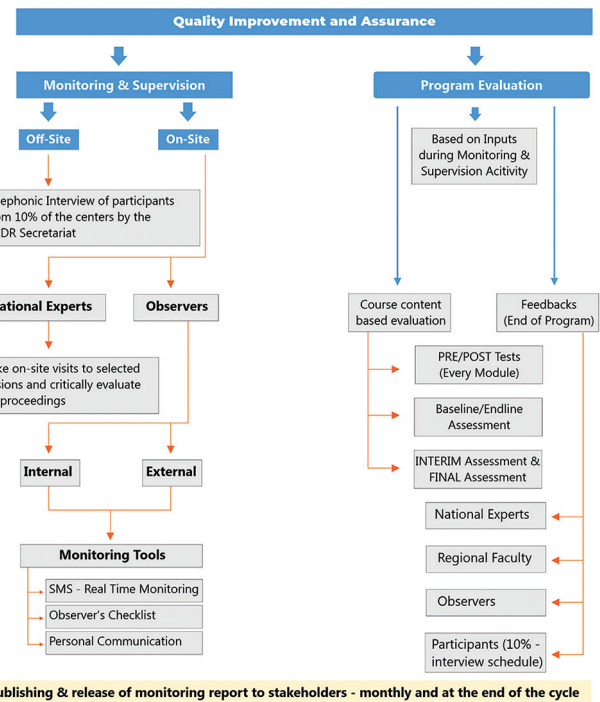 Quality Improvement and Assurance
Monitoring & Supervision
Off-Site
On-Site
ephonic Interview of participants
om 10% of the centers by the
DR Secretariat
ational Experts
Observers
ke on-site visits to selected
sions and critically evaluate
proceedings
Internal
External
Monitoring Tools
SMS - Real Time Monitoring
Observer's Checklist
Personal Communication
Program Evaluation
Based on Inputs
during Monitoring &
Supervision Acitivity
Course content
based evaluation
PRE/POST Tests
(Every Module)
Baseline/Endline
Assessment
INTERIM Assessment &
FINAL Assessment
Feedbacks
(End of Program)
National Experts
Regional Faculty
Observers
Participants (10% -
interview schedule)
ublishing & release of monitoring report to stakeholders - monthly and at the end of the cycle